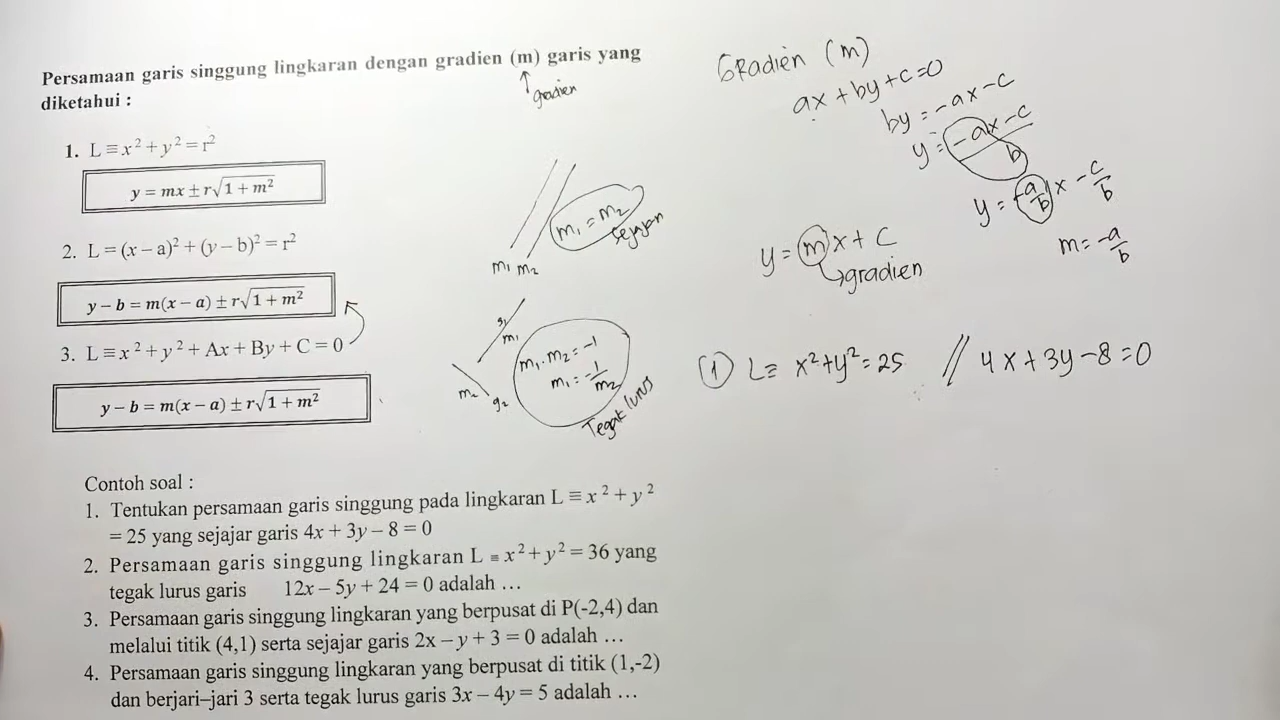 Persamaan garis singgung lingkaran dengan gradien (m) garis yang
diketahui :
gradien
1. L ≡ x² + y² = r²
y = mx ± r√1 + m²
2. L = (x – a)² + (y – b)² = r²
y – b = m(x – a) ± r√1 + m²
3. L ≡ x² + y² + Ax + By + C = 0
y – b = m(x – a) ± r√1 + m²
m₁ = m₂
Sejajar
m₁ m₂
g₁
m₁
m₂
g₂
m₁ . m₂ = -1
m₁ = -1/m₂
Tegak lurus
Contoh soal :
1. Tentukan persamaan garis singgung pada lingkaran L ≡ x² + y²
= 25 yang sejajar garis 4x + 3y – 8 = 0
2. Persamaan garis singgung lingkaran L ≡ x² + y² = 36 yang
tegak lurus garis 12x – 5y + 24 = 0 adalah …
3. Persamaan garis singgung lingkaran yang berpusat di P(-2,4) dan
melalui titik (4,1) serta sejajar garis 2x – y + 3 = 0 adalah …
4. Persamaan garis singgung lingkaran yang berpusat di titik (1,-2)
dan berjari–jari 3 serta tegak lurus garis 3x – 4y = 5 adalah …
Gradien (m)
ax + by + c = 0
by = -ax - c
y = -ax - c/b
y = -a/b x - c/b
m = -a/b
y = mx + c
gradien
① L ≡ x² + y² = 25 // 4x + 3y - 8 = 0